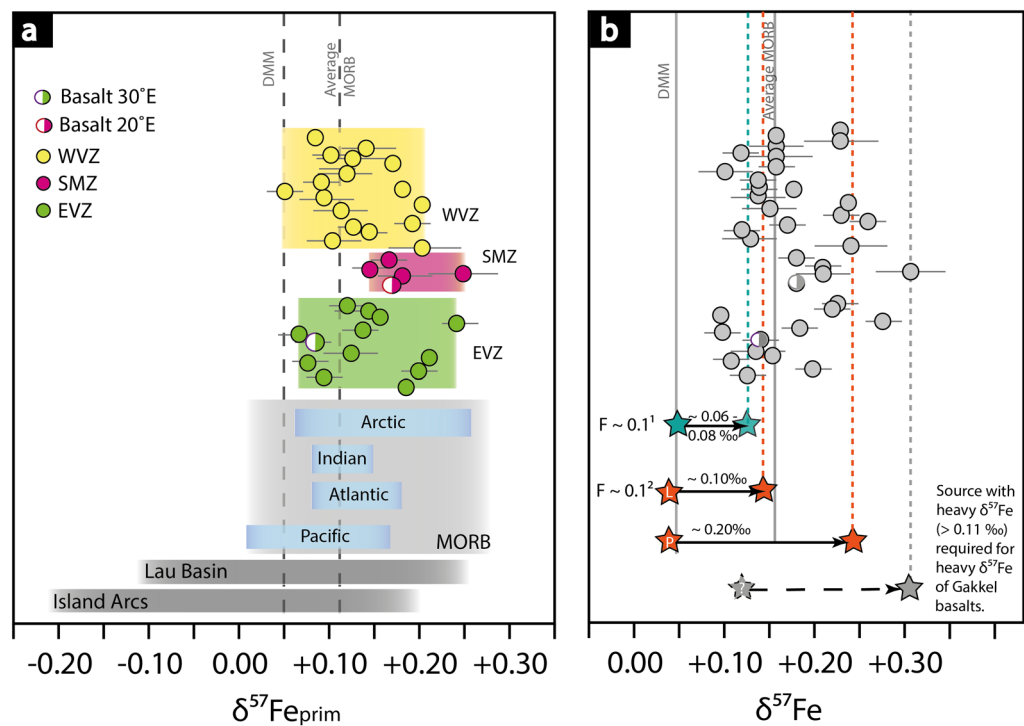 a
DMM
Average
MORB
Basalt 30˚E
Basalt 20˚E
WVZ
SMZ
EVZ
WVZ
SMZ
EVZ
Arctic
Indian
Atlantic
Pacific
MORB
Lau Basin
Island Arcs
-0.20 -0.10 0.00 +0.10 +0.20 +0.30
δ⁵⁷Feprim
b
DMM
Average MORB
F ~ 0.1¹
~ 0.06 -
0.08 ‰
F ~ 0.1²
L
~ 0.10‰
P
~ 0.20‰
?
Source with
heavy δ⁵⁷Fe
(> 0.11 ‰)
required for
heavy δ⁵⁷Fe
of Gakkel
basalts.
0.00 +0.10 +0.20 +0.30
δ⁵⁷Fe